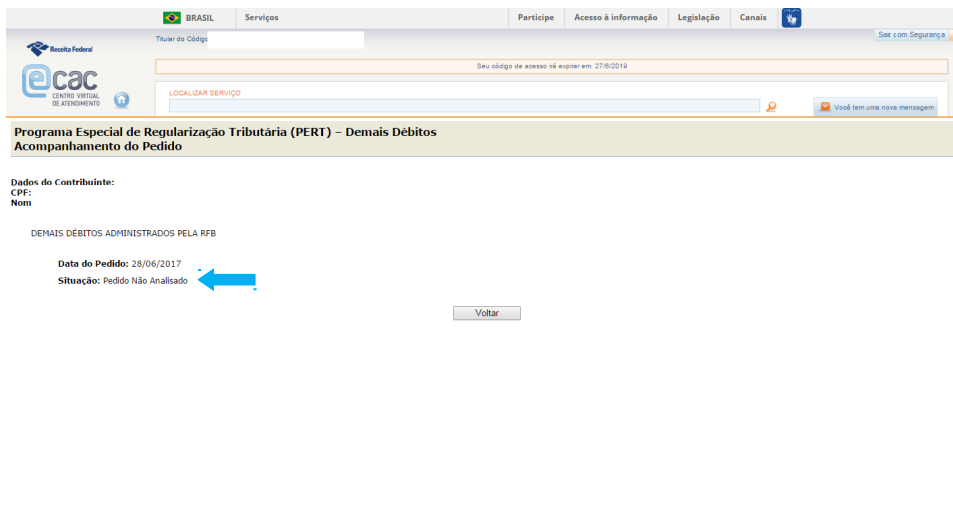 BRASIL Serviços Participe Acesso à informação Legislação Canais
Receita Federal
Titular do Código
Sair com Segurança
Seu código de acesso irá expirar em: 27/6/2019
ecac
CENTRO VIRTUAL
DE ATENDIMENTO
LOCALIZAR SERVIÇO
Você tem uma nova mensagem
Programa Especial de Regularização Tributária (PERT) – Demais Débitos
Acompanhamento do Pedido
Dados do Contribuinte:
CPF:
Nom
DEMAIS DÉBITOS ADMINISTRADOS PELA RFB
Data do Pedido: 28/06/2017
Situação: Pedido Não Analisado
Voltar